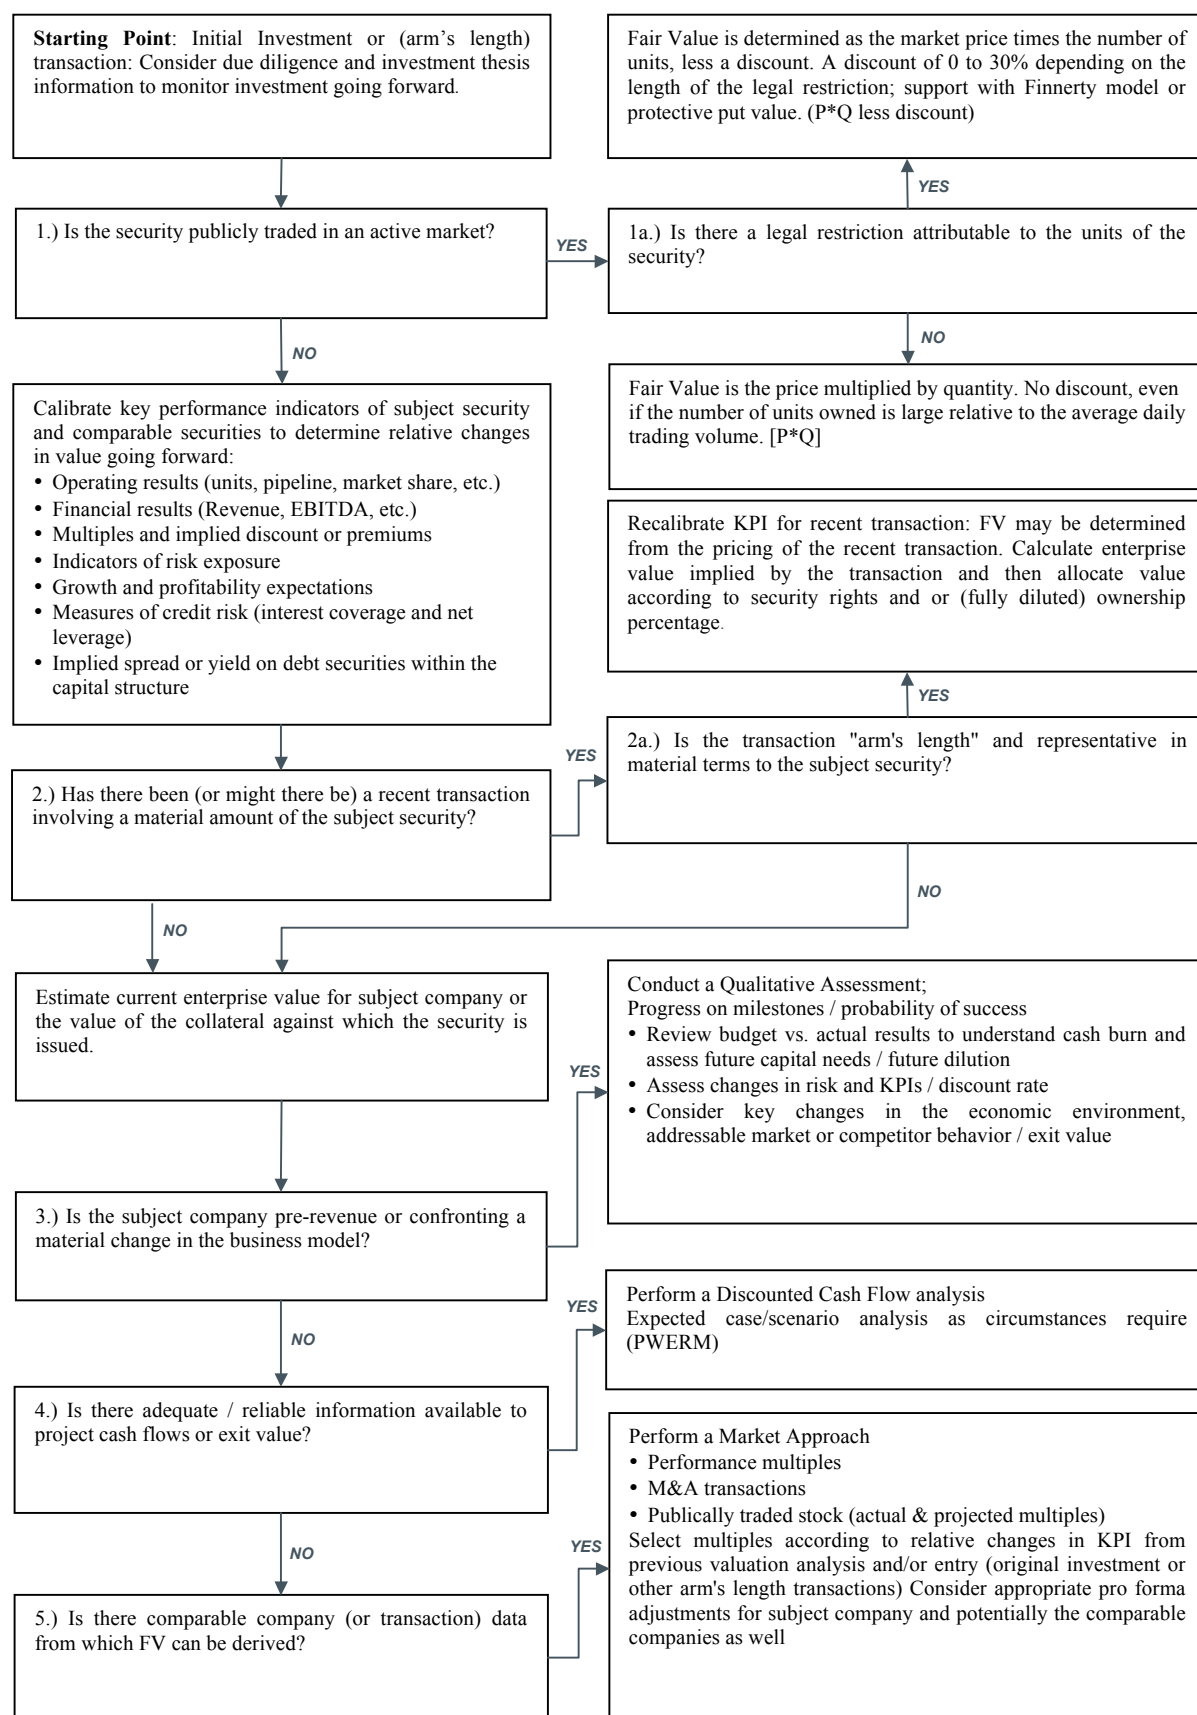 Starting Point: Initial Investment or (arm's length)
transaction: Consider due diligence and investment thesis
information to monitor investment going forward.
Fair Value is determined as the market price times the number of
units, less a discount. A discount of 0 to 30% depending on the
length of the legal restriction; support with Finnerty model or
protective put value. (P*Q less discount)
YES
1.) Is the security publicly traded in an active market?
YES
1a.) Is there a legal restriction attributable to the units of the
security?
NO
NO
Fair Value is the price multiplied by quantity. No discount, even
if the number of units owned is large relative to the average daily
trading volume. [P*Q]
Calibrate key performance indicators of subject security
and comparable securities to determine relative changes
in value going forward:
• Operating results (units, pipeline, market share, etc.)
• Financial results (Revenue, EBITDA, etc.)
• Multiples and implied discount or premiums
• Indicators of risk exposure
• Growth and profitability expectations
• Measures of credit risk (interest coverage and net
leverage)
• Implied spread or yield on debt securities within the
capital structure
Recalibrate KPI for recent transaction: FV may be determined
from the pricing of the recent transaction. Calculate enterprise
value implied by the transaction and then allocate value
according to security rights and or (fully diluted) ownership
percentage.
YES
2.) Has there been (or might there be) a recent transaction
involving a material amount of the subject security?
YES
2a.) Is the transaction "arm's length" and representative in
material terms to the subject security?
NO
NO
Estimate current enterprise value for subject company or
the value of the collateral against which the security is
issued.
YES
Conduct a Qualitative Assessment;
Progress on milestones / probability of success
• Review budget vs. actual results to understand cash burn and
assess future capital needs / future dilution
• Assess changes in risk and KPIs / discount rate
• Consider key changes in the economic environment,
addressable market or competitor behavior / exit value
3.) Is the subject company pre-revenue or confronting a
material change in the business model?
NO
YES
Perform a Discounted Cash Flow analysis
Expected case/scenario analysis as circumstances require
(PWERM)
4.) Is there adequate / reliable information available to
project cash flows or exit value?
NO
YES
Perform a Market Approach
• Performance multiples
• M&A transactions
• Publically traded stock (actual & projected multiples)
Select multiples according to relative changes in KPI from
previous valuation analysis and/or entry (original investment or
other arm's length transactions) Consider appropriate pro forma
adjustments for subject company and potentially the comparable
companies as well
5.) Is there comparable company (or transaction) data
from which FV can be derived?